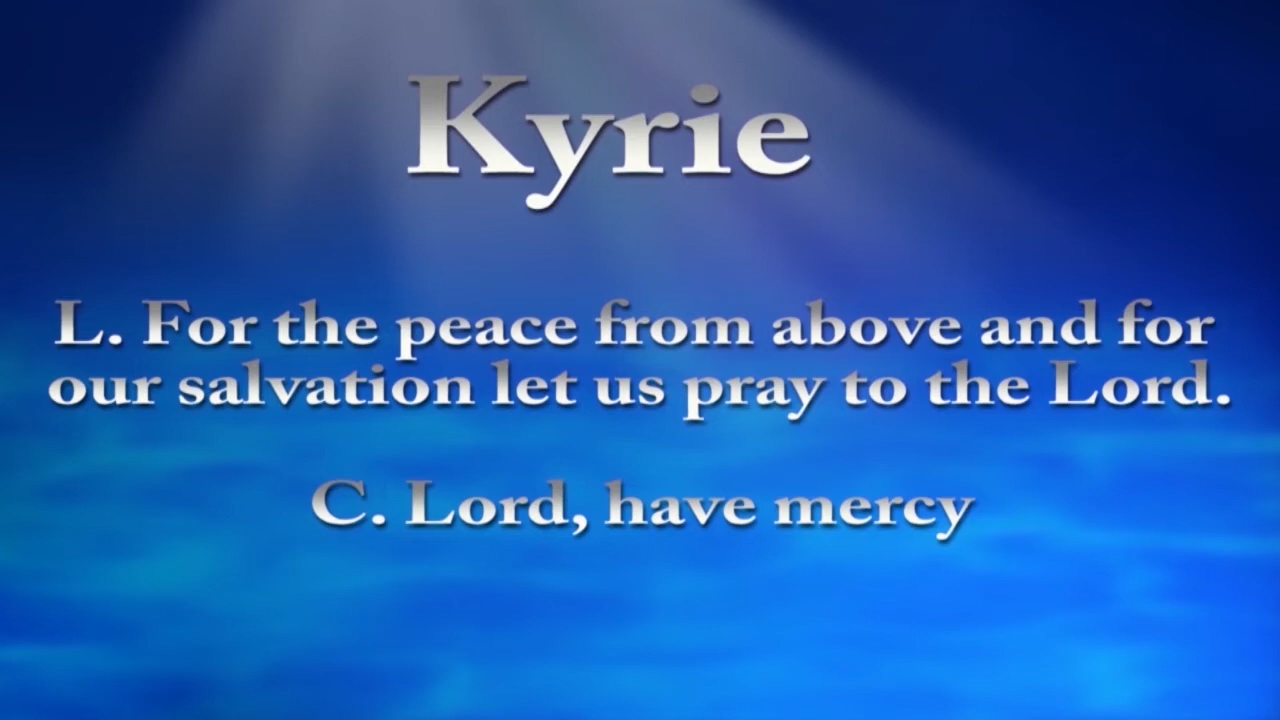 Kyrie
L. For the peace from above and for
our salvation let us pray to the Lord.
C. Lord, have mercy